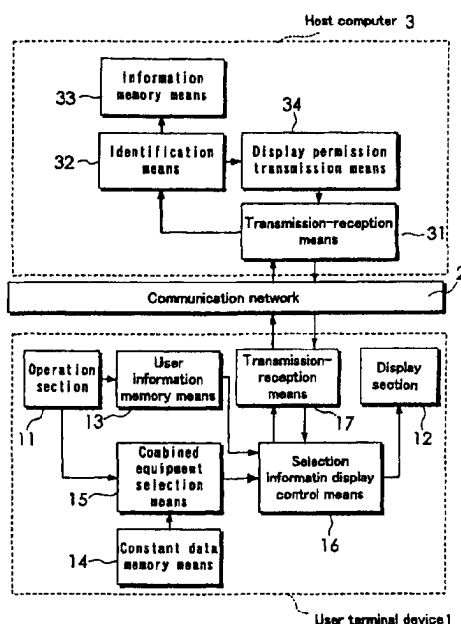 Host computer 3
Information
memory means
33
34
32
Identification
means
Display permission
transmission means
Transmission-reception
means
31
2
Communication network
Operation
section
User
information
memory means
Transmission-
reception
means
Display
section
11
13
17
12
15
Combined
equipment
selection
means
Selection
informatin display
control means
14
Constant data
memory means
16
User terminal device 1